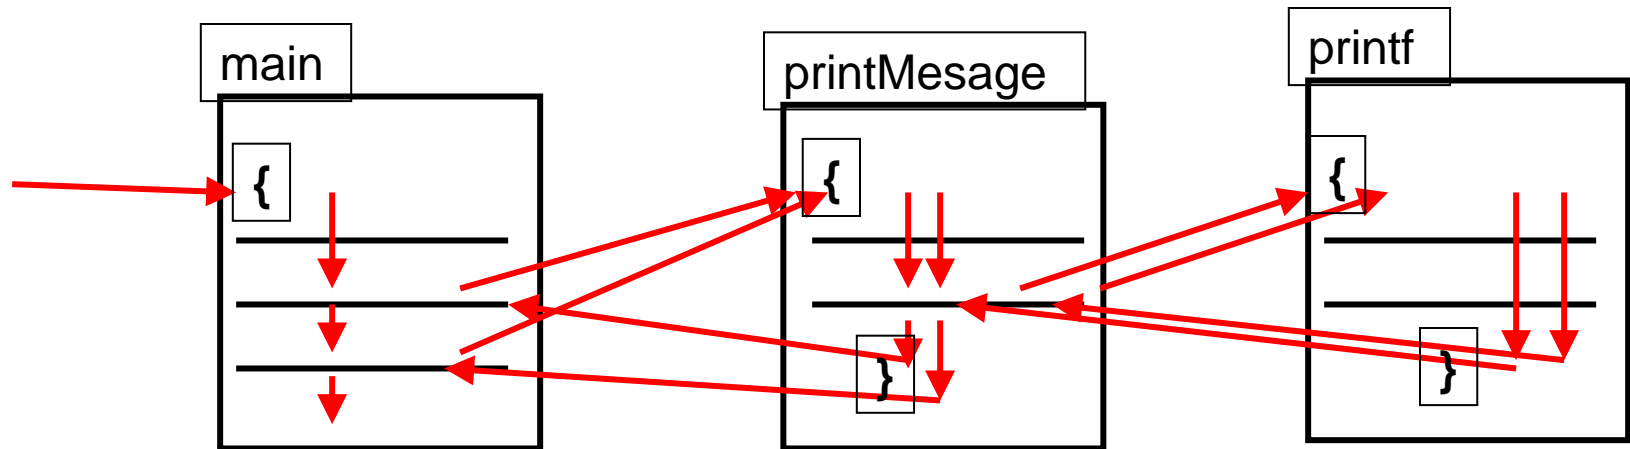 main
printMesage
printf
{
{
{
}
}